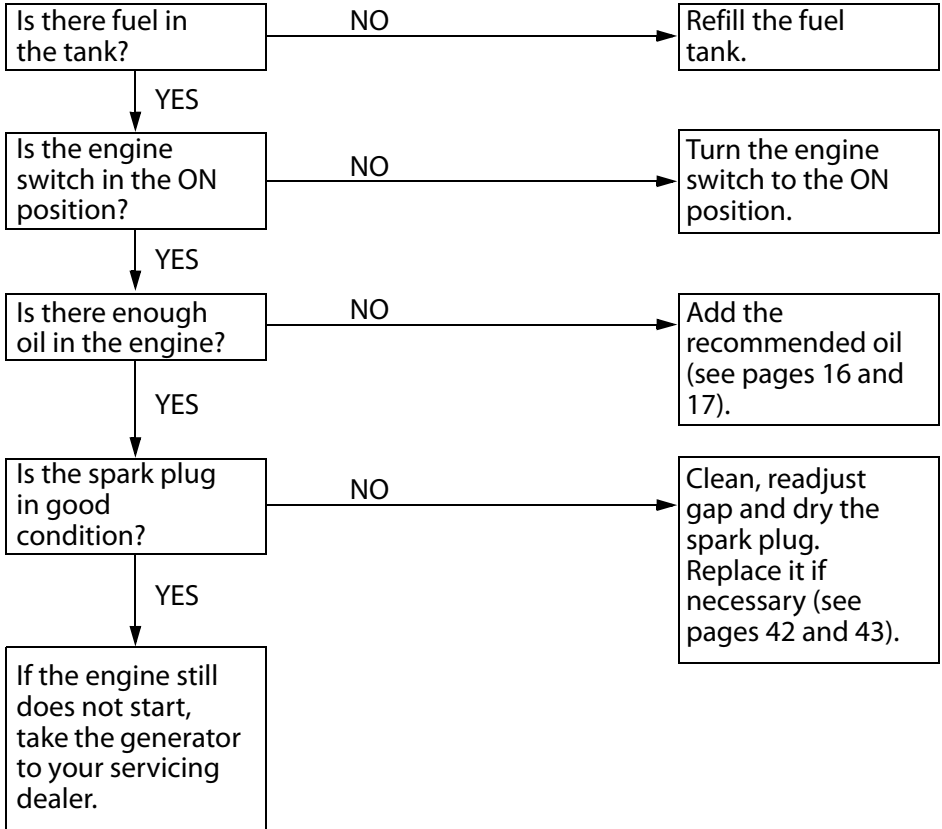 Is there fuel in
the tank?
NO
Refill the fuel
tank.
YES
Is the engine
switch in the ON
position?
NO
Turn the engine
switch to the ON
position.
YES
Is there enough
oil in the engine?
NO
Add the
recommended oil
(see pages 16 and
17).
YES
Is the spark plug
in good
condition?
NO
Clean, readjust
gap and dry the
spark plug.
Replace it if
necessary (see
pages 42 and 43).
YES
If the engine still
does not start,
take the generator
to your servicing
dealer.